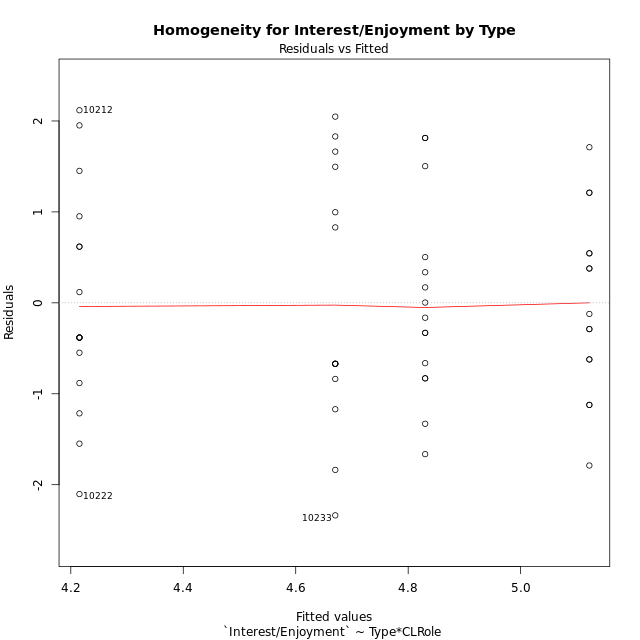 Homogeneity for Interest/Enjoyment by Type
Residuals vs Fitted
10212
10222
10233
2
1
0
-1
-2
Residuals
4.2 4.4 4.6 4.8 5.0
Fitted values
`Interest/Enjoyment` ~ Type*CLRole